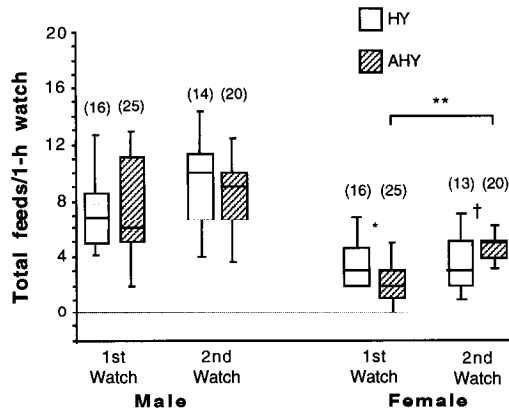 HY
AHY
Total feeds/1-h watch
20
16
12
8
4
0
(16) (25)
(14) (20)
**
(16) (25)
*
(13) (20)
†
1st Watch
2nd Watch
1st Watch
2nd Watch
Male
Female